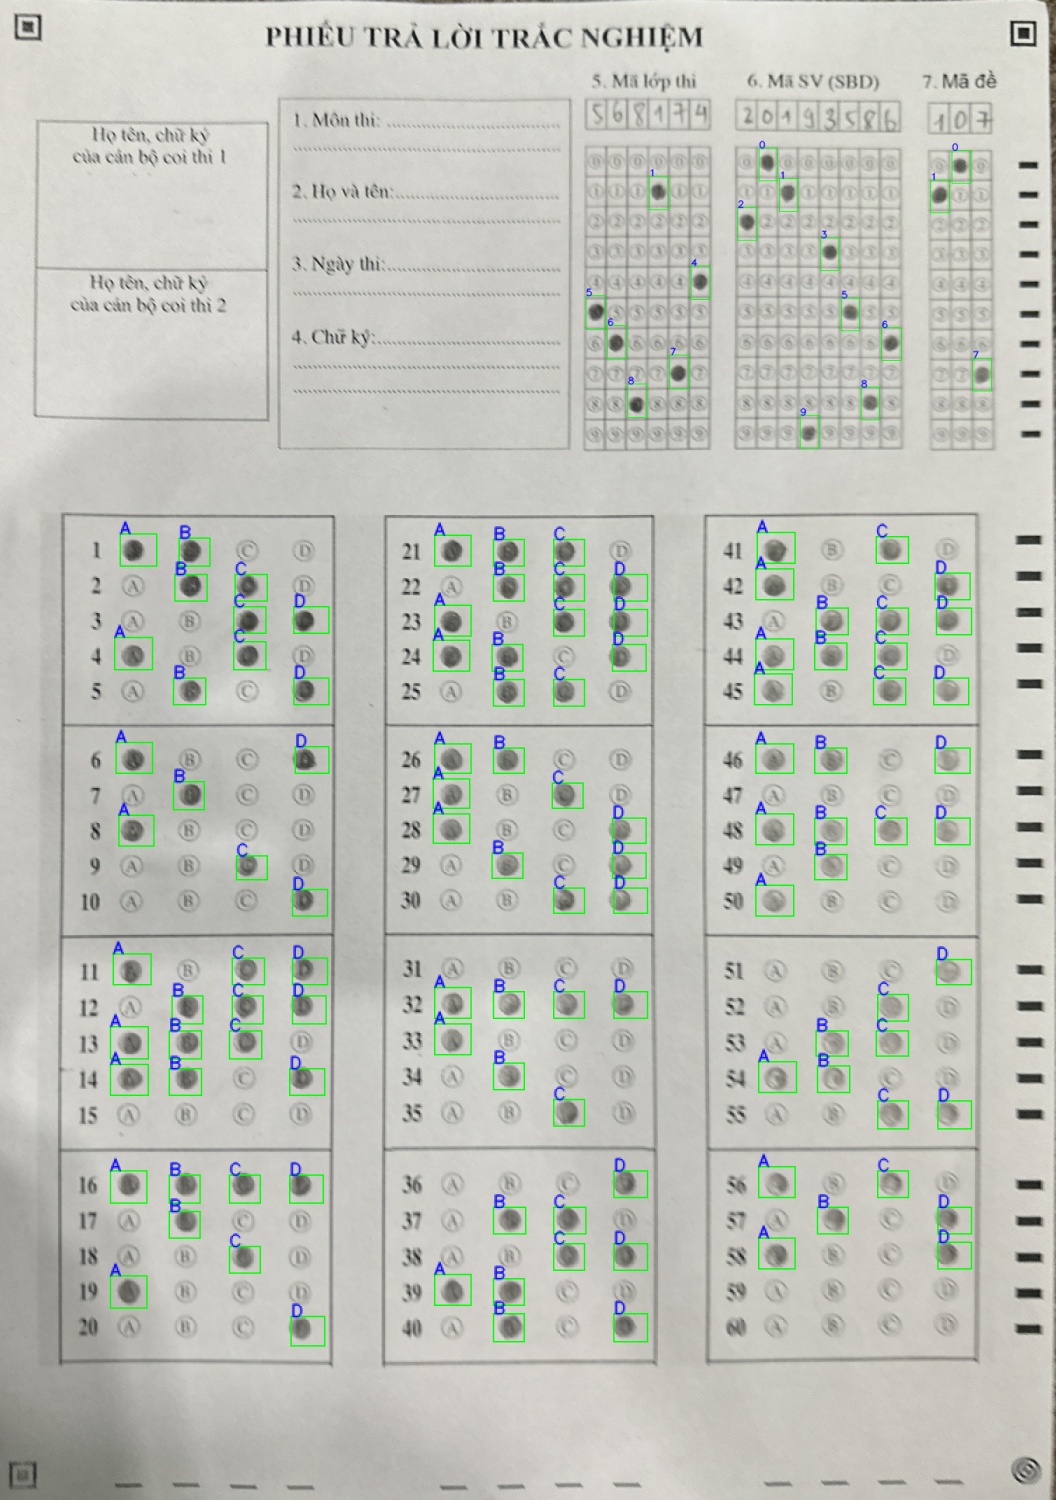 PHIẾU TRẢ LỜI TRẮC NGHIỆM
Họ tên, chữ ký
của cán bộ coi thi 1
Họ tên, chữ ký
của cán bộ coi thi 2
1. Môn thi:
2. Họ và tên:
3. Ngày thi:
4. Chữ ký:
5. Mã lớp thi
568174
6. Mã SV (SBD)
20193586
7. Mã đề
107
1 A B C D
2 A B C D
3 A B C D
4 A B C D
5 A B C D
6 A B C D
7 A B C D
8 A B C D
9 A B C D
10 A B C D
11 A B C D
12 A B C D
13 A B C D
14 A B C D
15 A B C D
16 A B C D
17 A B C D
18 A B C D
19 A B C D
20 A B C D
21 A B C D
22 A B C D
23 A B C D
24 A B C D
25 A B C D
26 A B C D
27 A B C D
28 A B C D
29 A B C D
30 A B C D
31 A B C D
32 A B C D
33 A B C D
34 A B C D
35 A B C D
36 A B C D
37 A B C D
38 A B C D
39 A B C D
40 A B C D
41 A B C D
42 A B C D
43 A B C D
44 A B C D
45 A B C D
46 A B C D
47 A B C D
48 A B C D
49 A B C D
50 A B C D
51 A B C D
52 A B C D
53 A B C D
54 A B C D
55 A B C D
56 A B C D
57 A B C D
58 A B C D
59 A B C D
60 A B C D